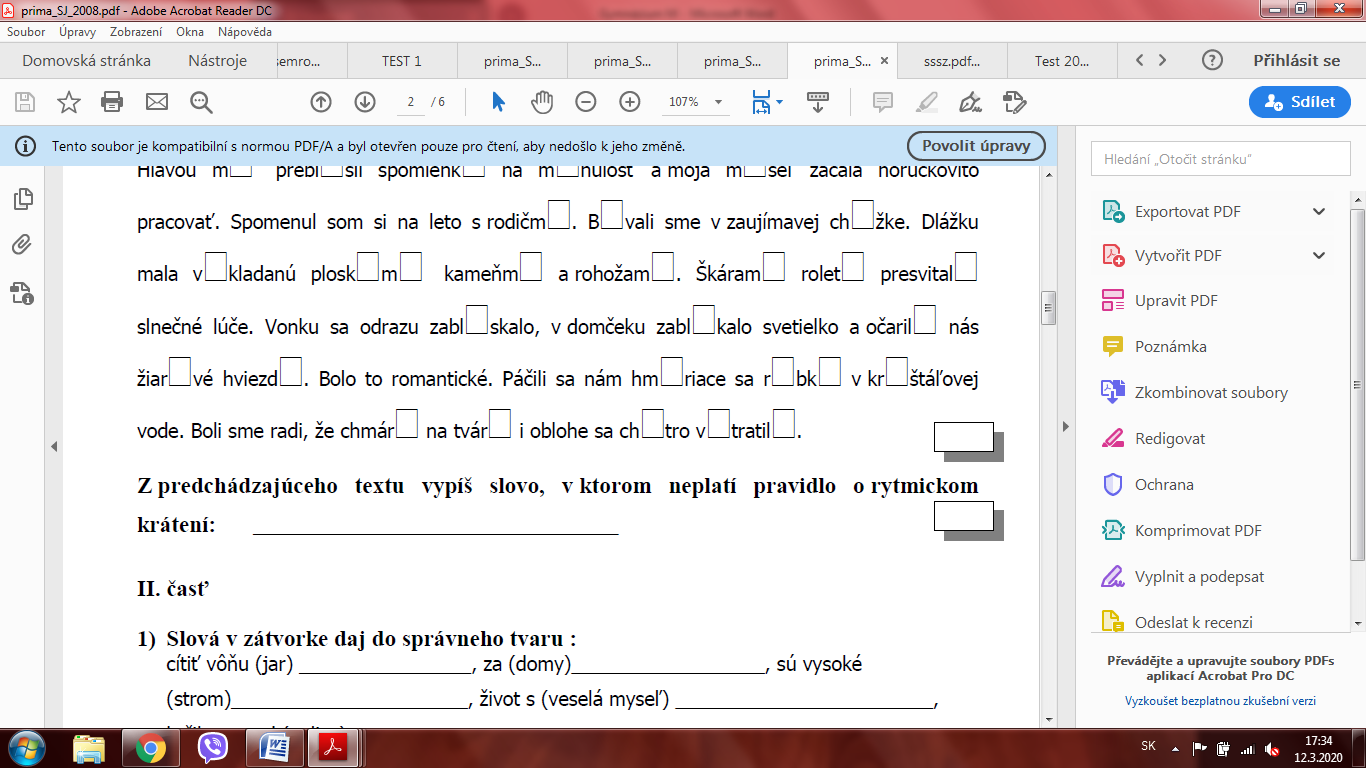 prima_SJ_2008.pdf - Adobe Acrobat Reader DC
Soubor Úpravy Zobrazení Okna Nápověda
Domovská stránka Nástroje semro... TEST 1 prima_S... prima_S... prima_S... prima_S... sssz.pdf... Test 20... Přihlásit se
2 / 6 107% Sdílet
Tento soubor je kompatibilní s normou PDF/A a byl otevřen pouze pro čtení, aby nedošlo k jeho změně. Povolit úpravy
Hlavou m□ prebl□sli spomienk□ na m□nulosť a moja m□seľ začala horúčkovito
pracovať. Spomenul som si na leto s rodičm□. B□vali sme v zaujímavej ch□žke. Dlážku
mala v□kladanú plosk□m□ kameňm□ a rohožam□. Škáram□ rolet□ presvital□
slnečné lúče. Vonku sa odrazu zabl□skalo, v domčeku zabl□kalo svetielko a očaril□ nás
žiar□vé hviezd□. Bolo to romantické. Páčili sa nám hm□riace sa r□bk□ v kr□štáľovej
vode. Boli sme radi, že chmár□ na tvár□ i oblohe sa ch□tro v□tratil□.
Z predchádzajúceho textu vypíš slovo, v ktorom neplatí pravidlo o rytmickom
krátení: ____________________
II. časť
1) Slová v zátvorke daj do správneho tvaru :
cítiť vôňu (jar) ________________, za (domy)__________________, sú vysoké
(strom)______________________, život s (veselá myseľ) ________________________,
Hledání „Otočit stránku“
Exportovat PDF
Vytvořit PDF
Upravit PDF
Poznámka
Zkombinovat soubory
Redigovat
Ochrana
Komprimovat PDF
Vyplnit a podepsat
Odeslat k recenzi
Převádějte a upravujte soubory PDFs
aplikací Acrobat Pro DC
Vyzkoušet bezplatnou zkušební verzi
SK 17:34
12.3.2020